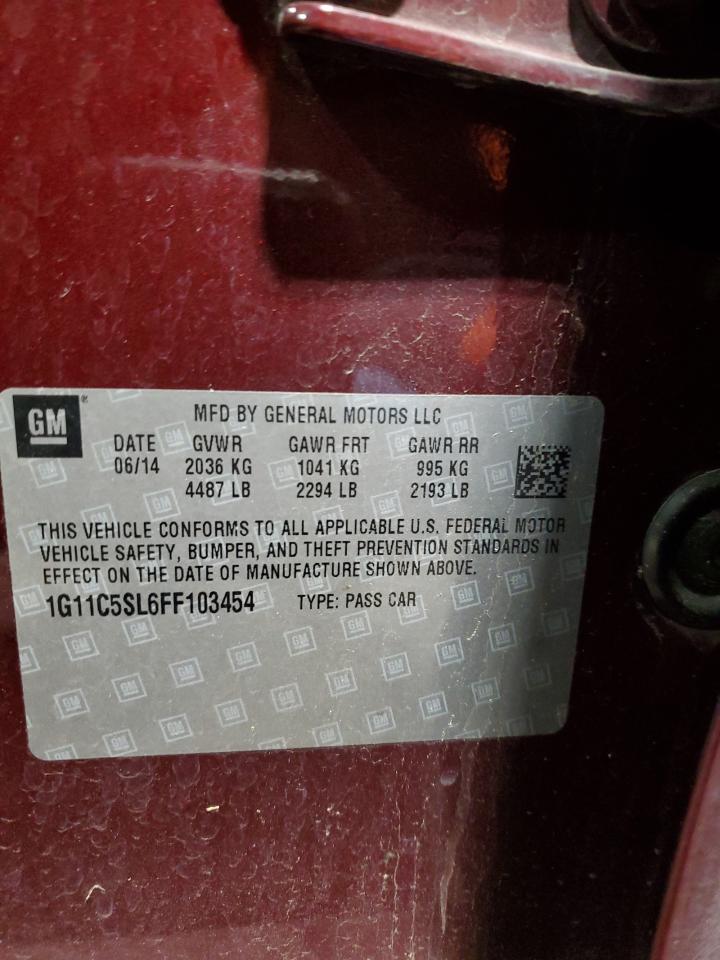 GM®
MFD BY GENERAL MOTORS LLC
DATE GVWR GAWR FRT GAWR RR
06/14 2036 KG 1041 KG 995 KG
4487 LB 2294 LB 2193 LB
THIS VEHICLE CONFORMS TO ALL APPLICABLE U.S. FEDERAL MOTOR
VEHICLE SAFETY, BUMPER, AND THEFT PREVENTION STANDARDS IN
EFFECT ON THE DATE OF MANUFACTURE SHOWN ABOVE.
1G11C5SL6FF103454 TYPE: PASS CAR